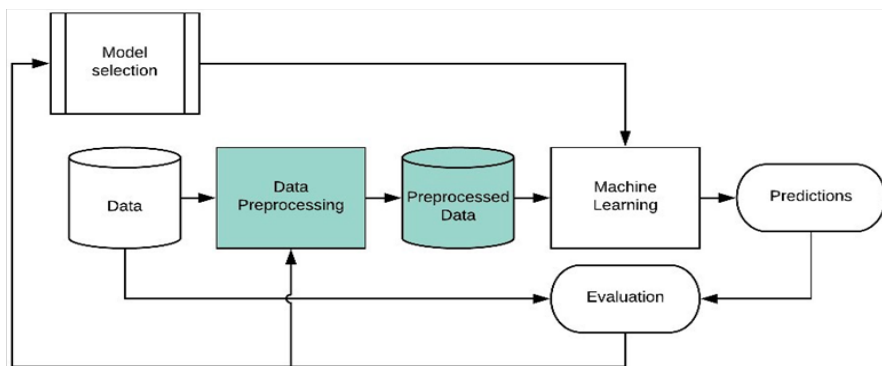 Model
selection
Data
Data
Preprocessing
Preprocessed
Data
Machine
Learning
Predictions
Evaluation